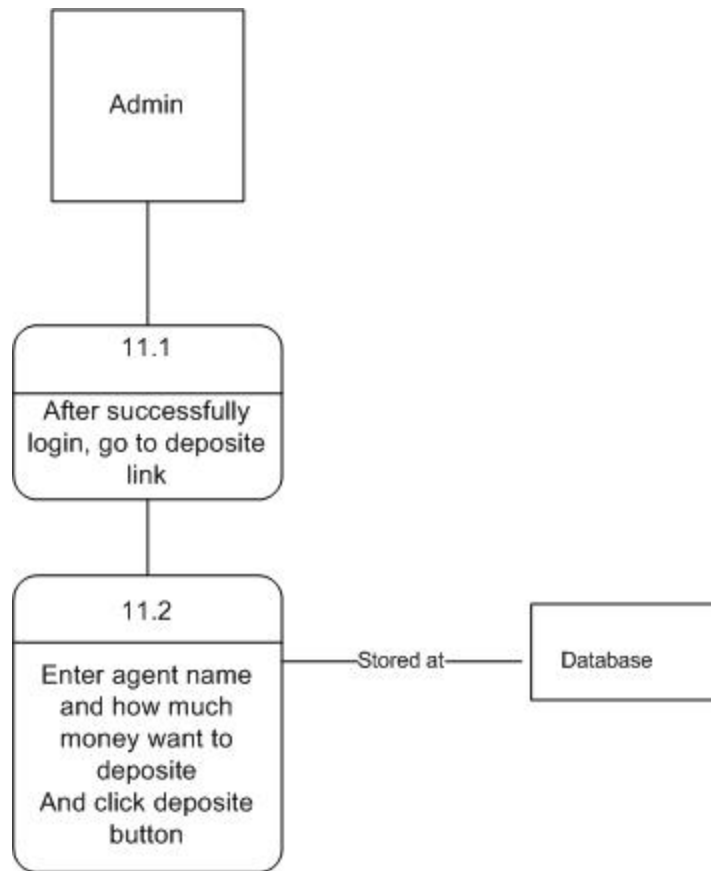 Admin
11.1
After successfully
login, go to deposite
link
11.2
Enter agent name
and how much
money want to
deposite
And click deposite
button
Stored at
Database